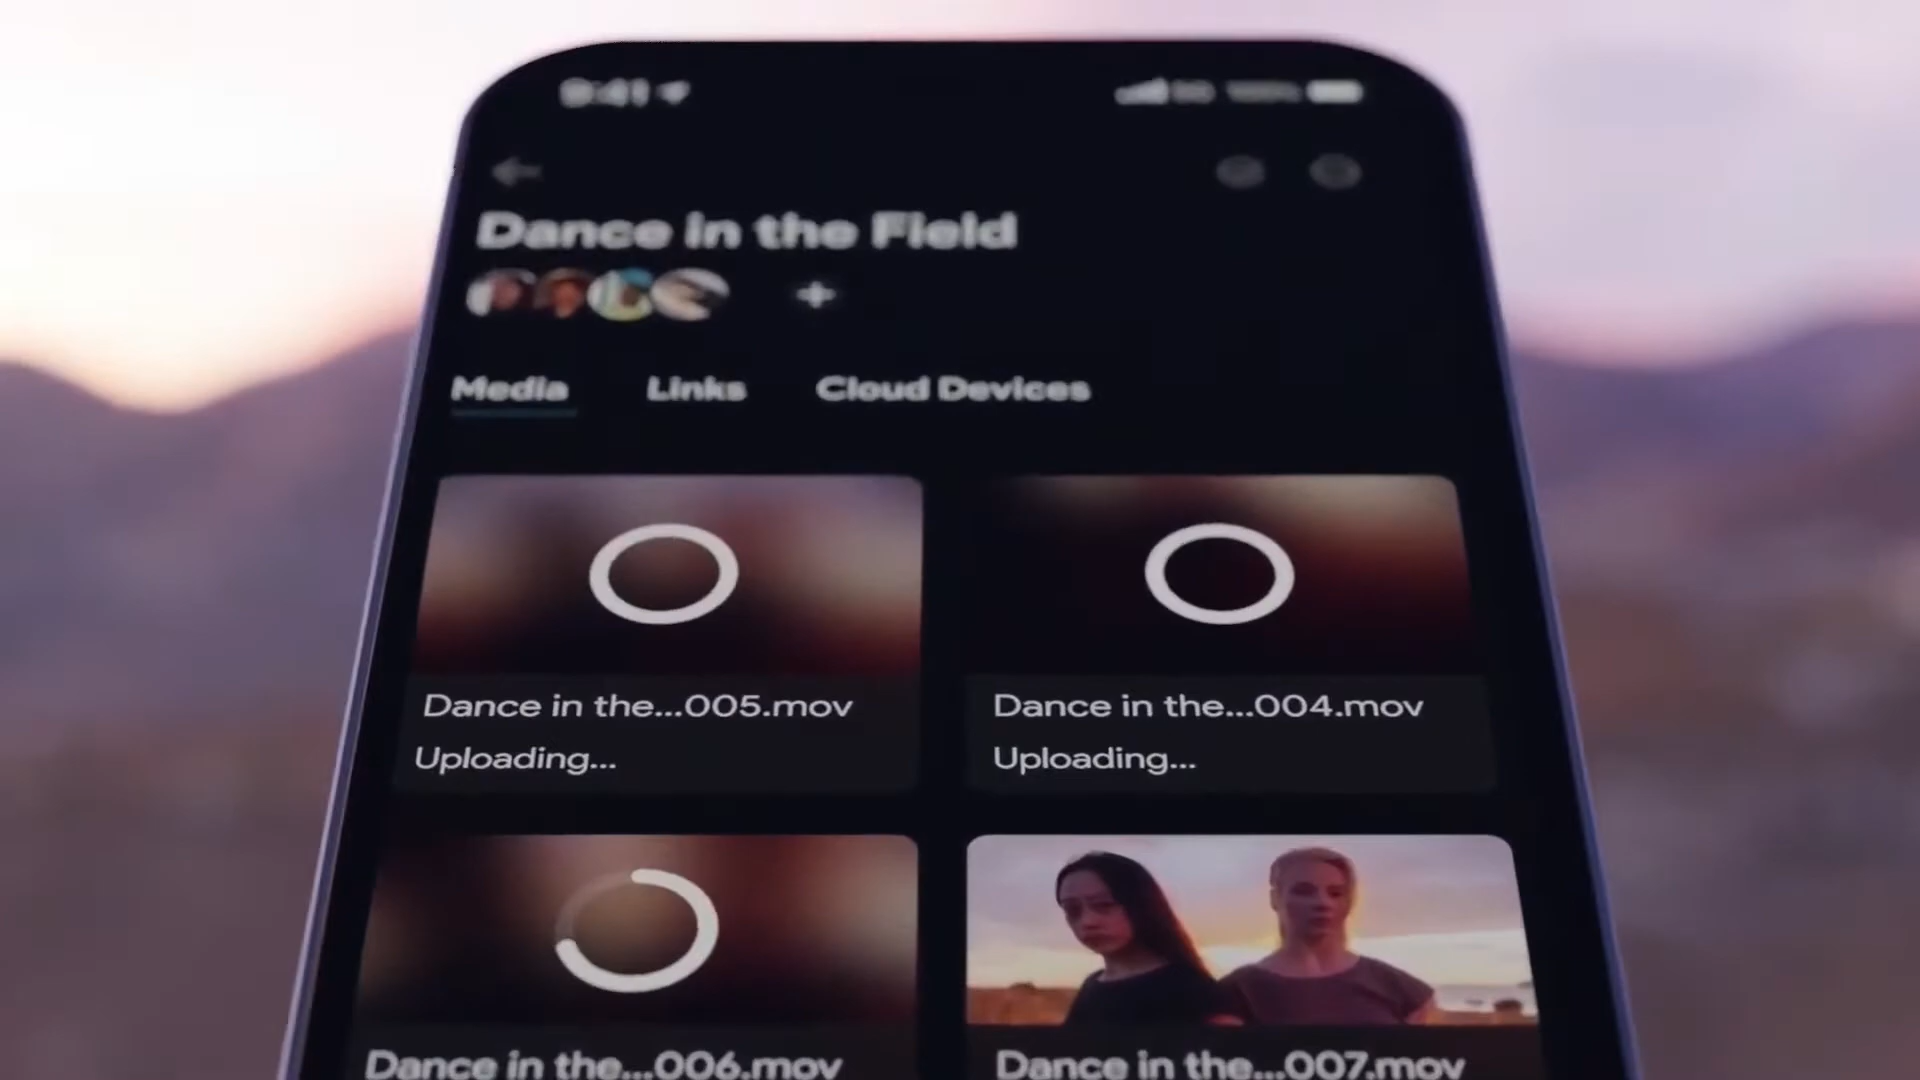 9:41
Dance in the Field
Media Links Cloud Devices
Dance in the...005.mov
Uploading...
Dance in the...004.mov
Uploading...
Dance in the...006.mov
Dance in the...007.mov